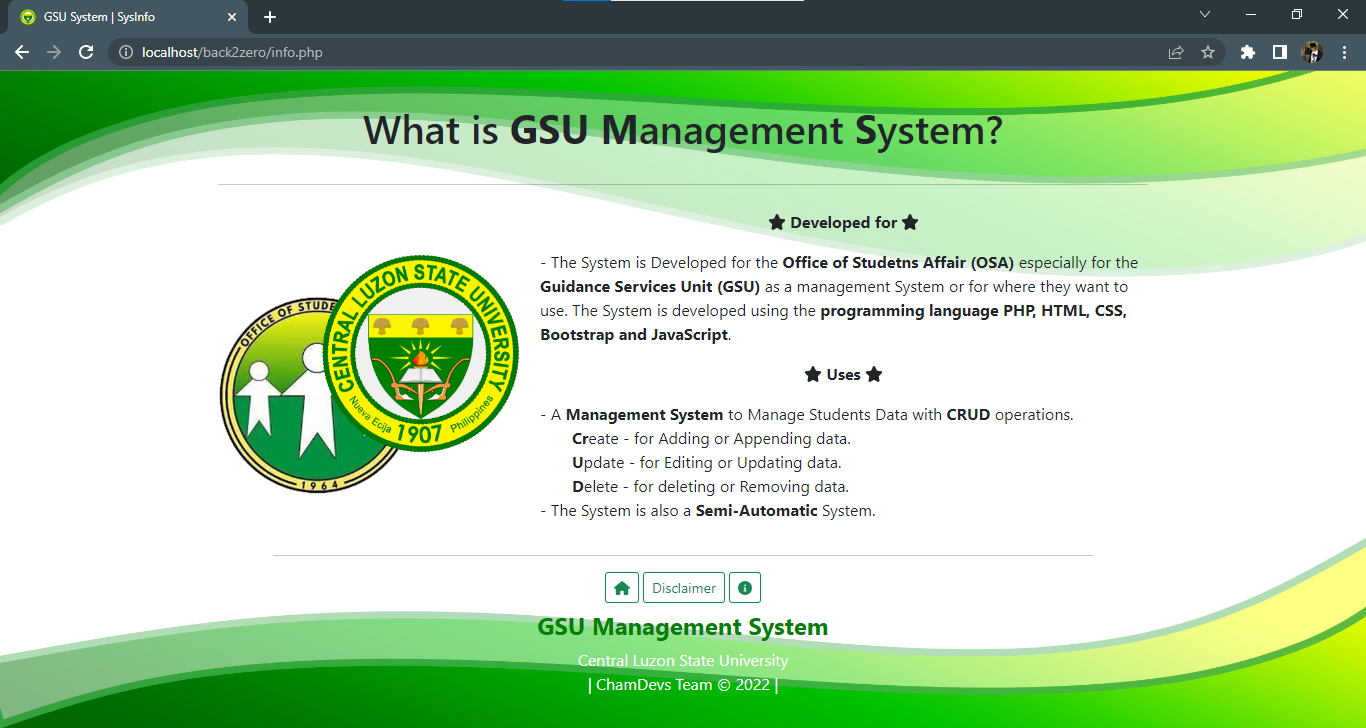 GSU System | SysInfo
localhost/back2zero/info.php
What is GSU Management System?
Developed for
- The System is Developed for the Office of Studetns Affair (OSA) especially for the
Guidance Services Unit (GSU) as a management System or for where they want to
use. The System is developed using the programming language PHP, HTML, CSS,
Bootstrap and JavaScript.
OFFICE OF STUDE
1964
CENTRAL LUZON STATE UNIVERSITY
Nueva Ecija
Philippines
1907
Uses
- A Management System to Manage Students Data with CRUD operations.
Create - for Adding or Appending data.
Update - for Editing or Updating data.
Delete - for deleting or Removing data.
- The System is also a Semi-Automatic System.
Disclaimer
GSU Management System
Central Luzon State University
| ChamDevs Team © 2022 |